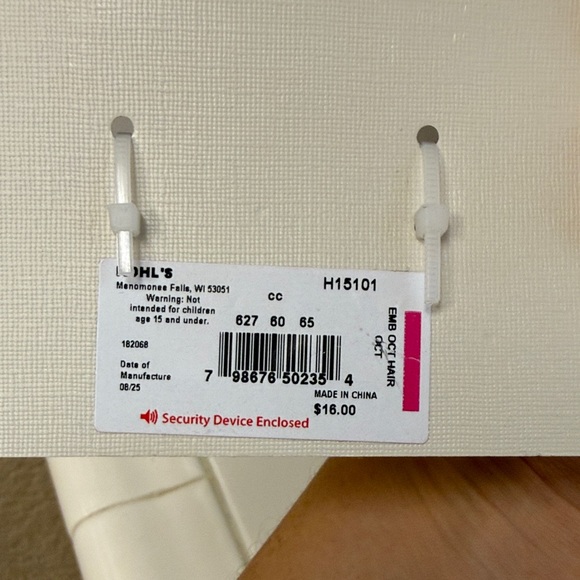 KOHL'S
Menomonee Falls, WI 53051
Warning: Not
intended for children
age 15 and under.
CC
H15101
627 60 65
182068
Date of
Manufacture
08/25
7 98676 50235 4
MADE IN CHINA
$16.00
EMB OCT HAIR
OCT
Security Device Enclosed